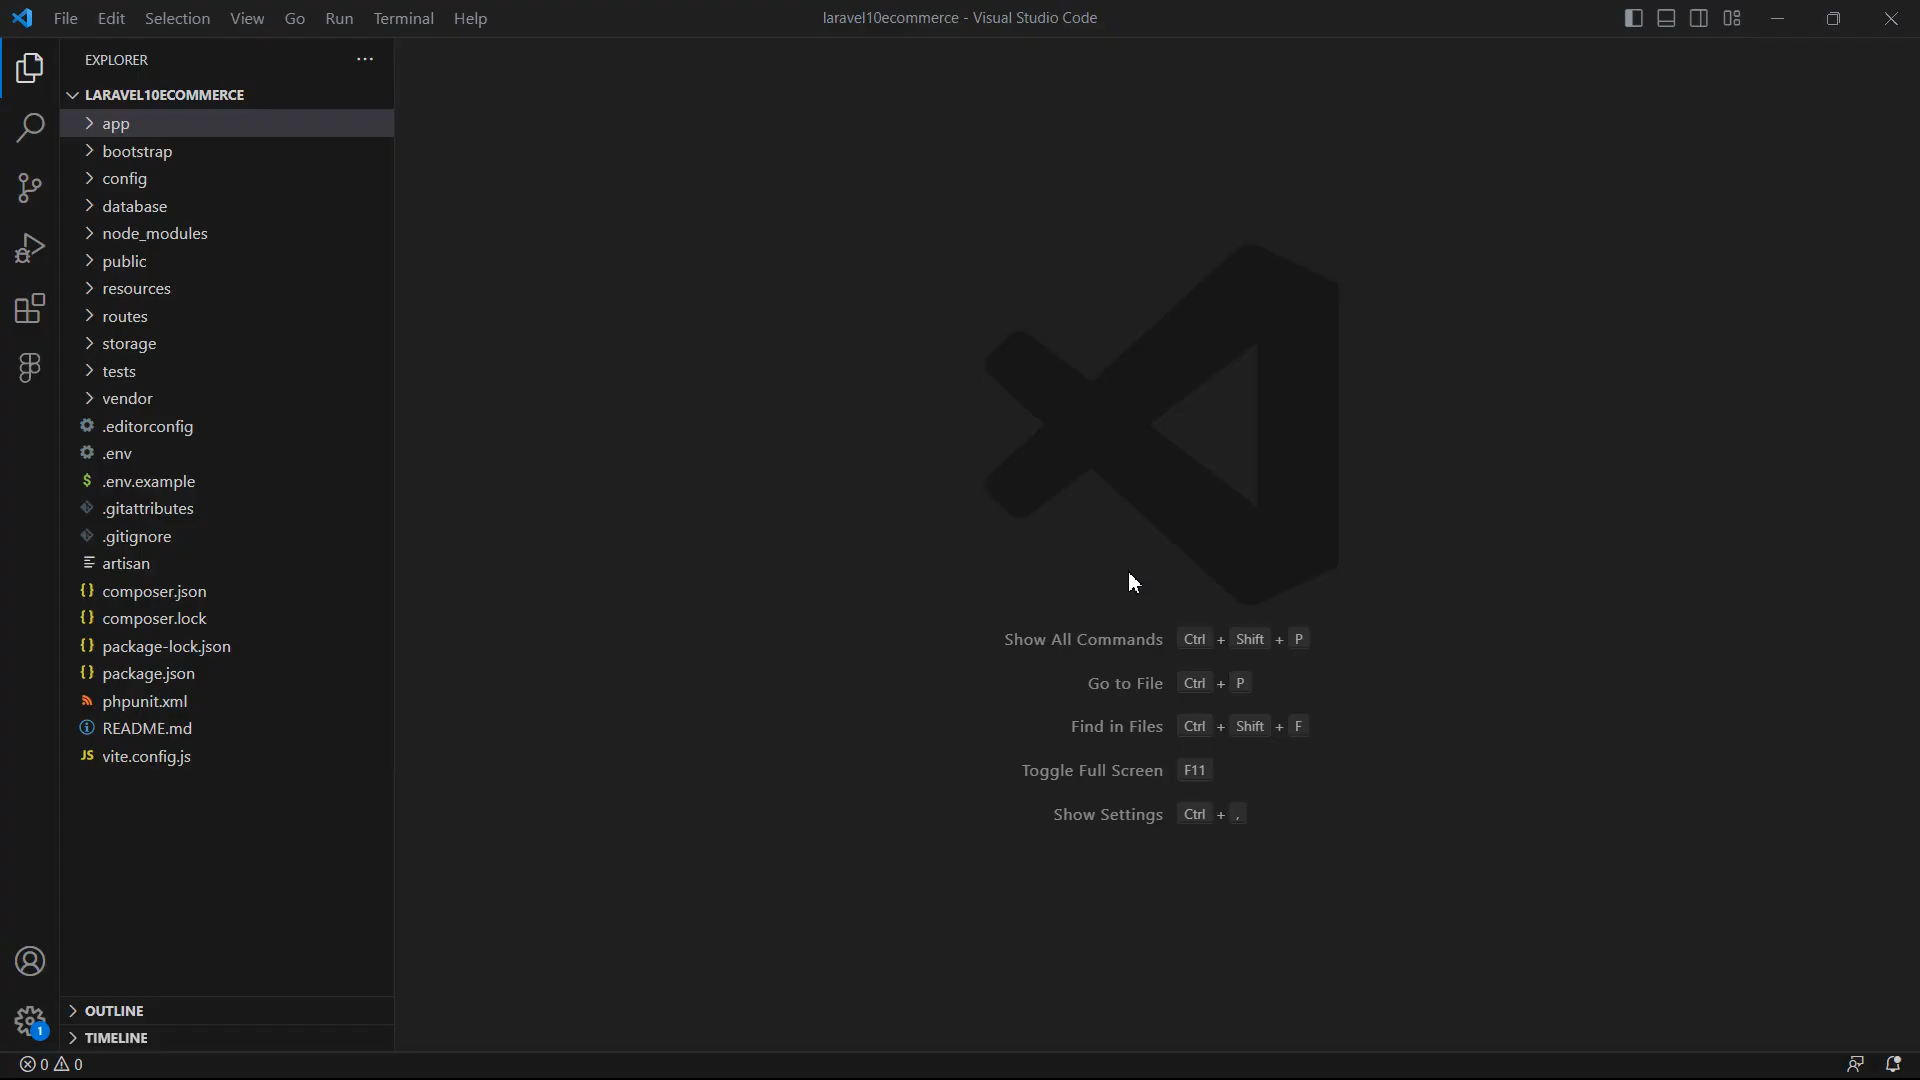 File Edit Selection View Go Run Terminal Help
laravel10ecommerce - Visual Studio Code
EXPLORER
LARAVEL10ECOMMERCE
app
bootstrap
config
database
node_modules
public
resources
routes
storage
tests
vendor
.editorconfig
.env
$ .env.example
.gitattributes
.gitignore
artisan
{} composer.json
{} composer.lock
{} package-lock.json
{} package.json
phpunit.xml
README.md
JS vite.config.js
OUTLINE
TIMELINE
1
0 0
Show All Commands Ctrl + Shift + P
Go to File Ctrl + P
Find in Files Ctrl + Shift + F
Toggle Full Screen F11
Show Settings Ctrl + ,